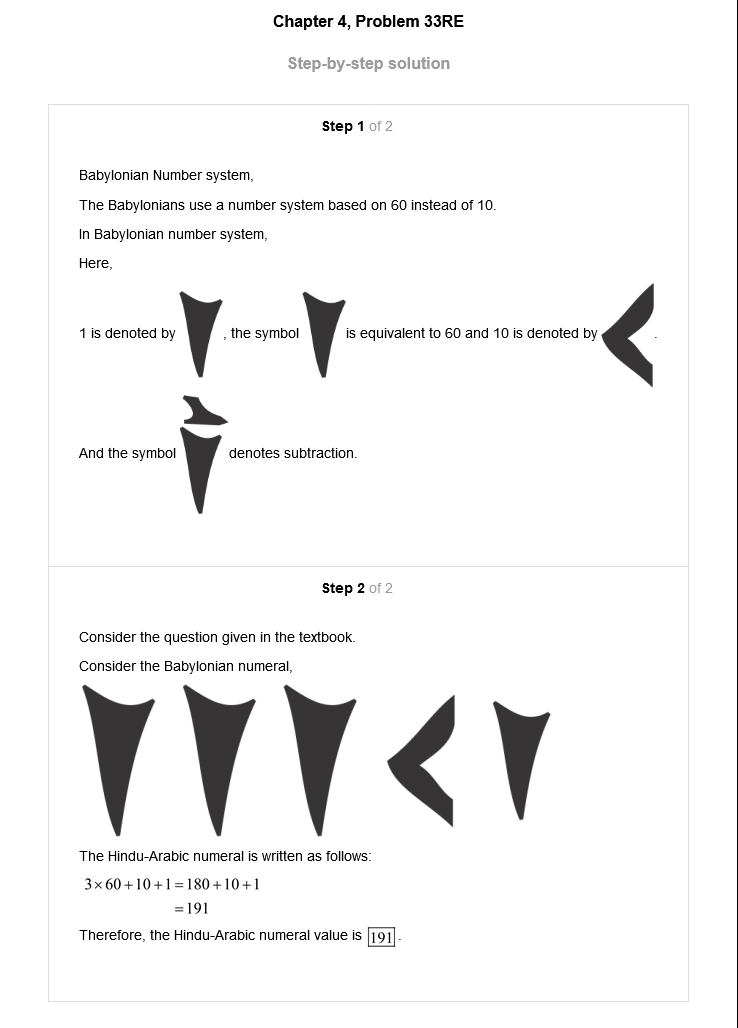 Chapter 4, Problem 33RE
Step-by-step solution
Step 1 of 2
Babylonian Number system,
The Babylonians use a number system based on 60 instead of 10.
In Babylonian number system,
Here,
1 is denoted by , the symbol is equivalent to 60 and 10 is denoted by .
And the symbol denotes subtraction.
Step 2 of 2
Consider the question given in the textbook.
Consider the Babylonian numeral,
The Hindu-Arabic numeral is written as follows:
3×60+10+1=180+10+1
=191
Therefore, the Hindu-Arabic numeral value is 191 .